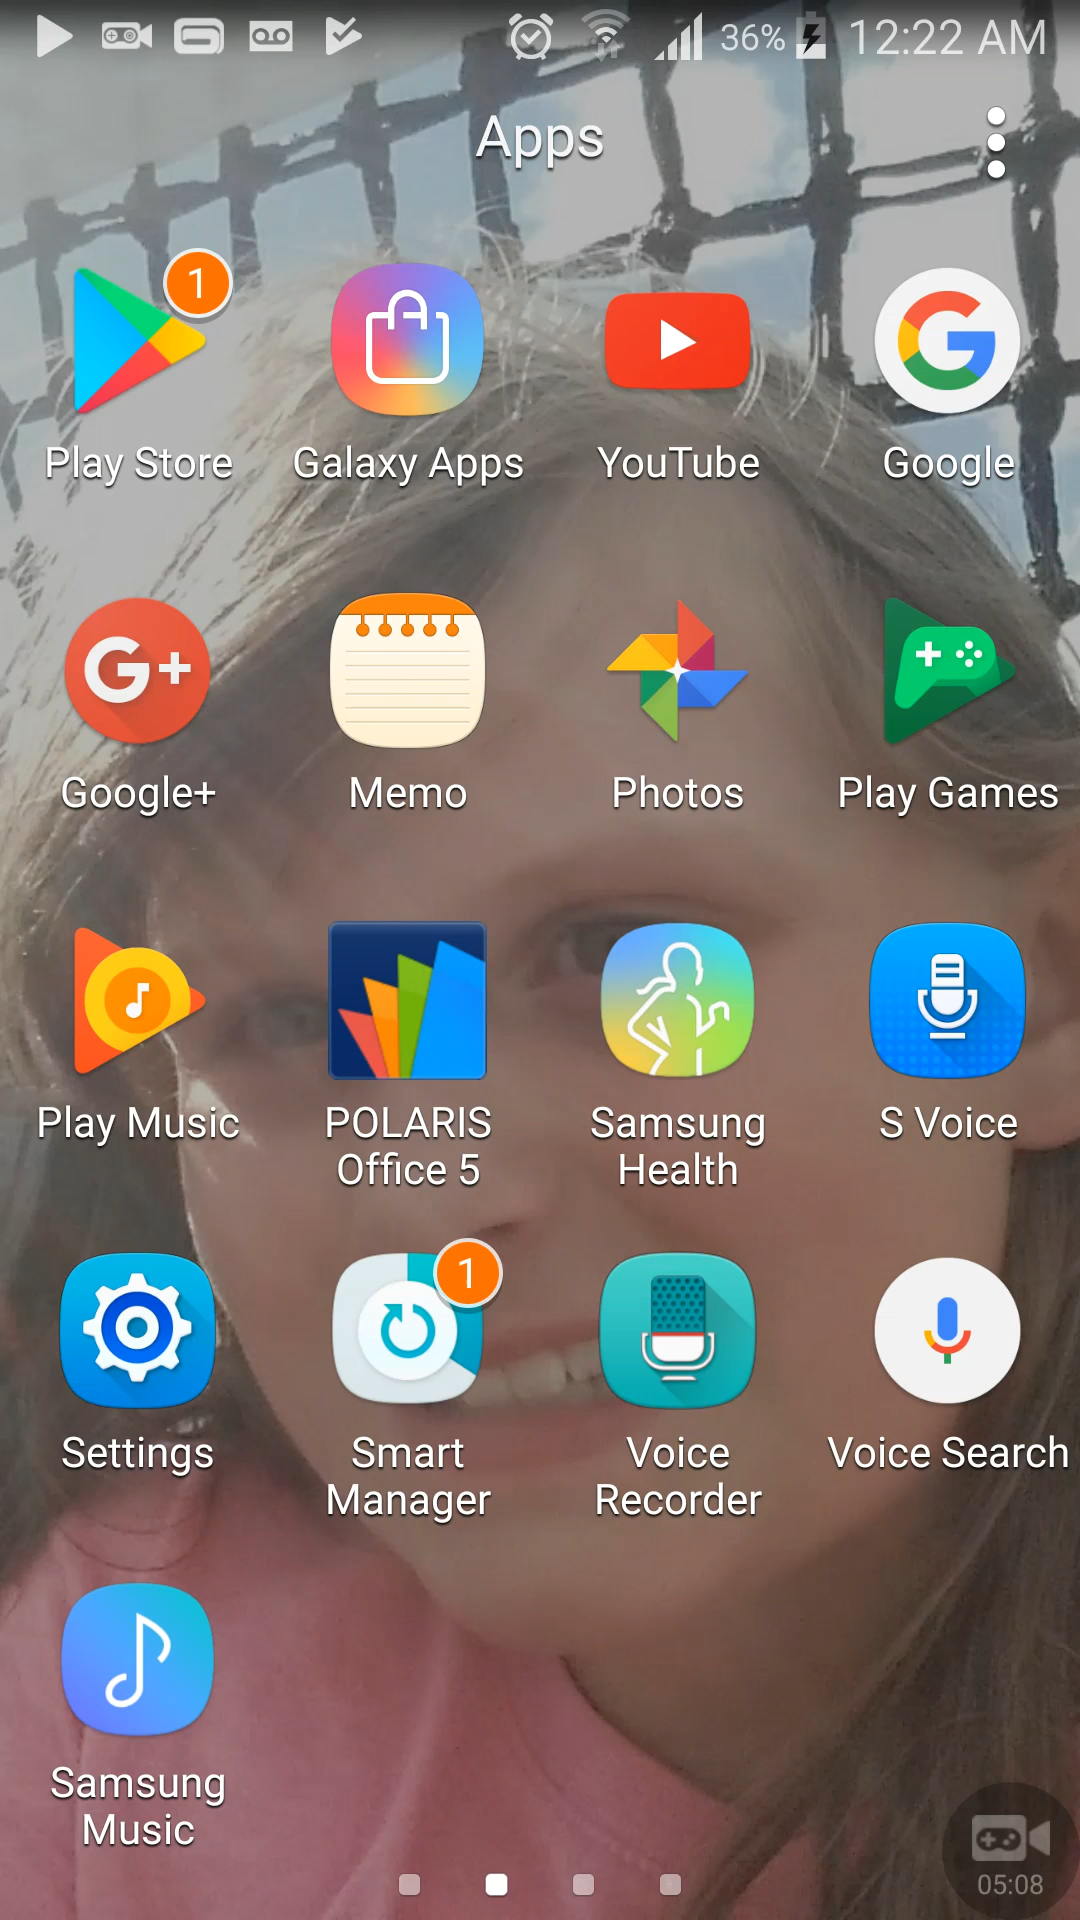 36% 12:22 AM
Apps
1
Play Store Galaxy Apps YouTube Google
G+
Google+ Memo Photos Play Games
Play Music POLARIS Office 5 Samsung Health S Voice
1
Settings Smart Manager Voice Recorder Voice Search
Samsung Music
05:08